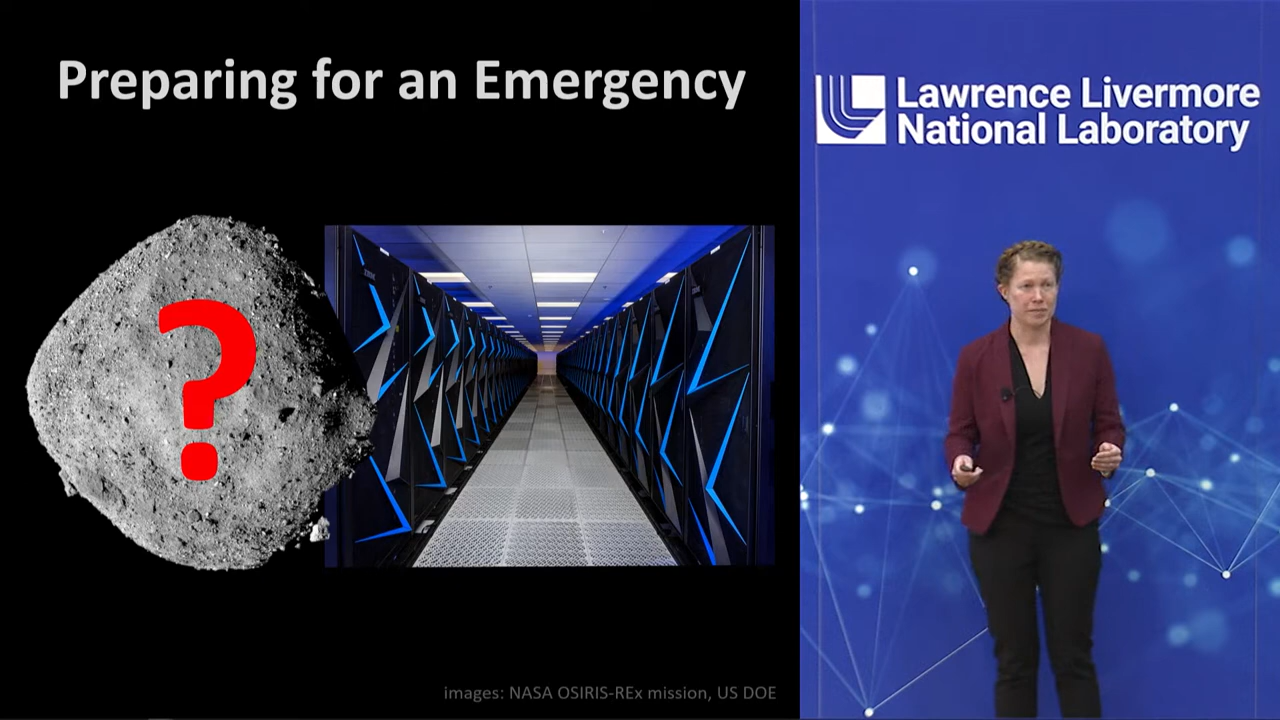 Preparing for an Emergency
?
images: NASA OSIRIS-REx mission, US DOE
Lawrence Livermore
National Laboratory